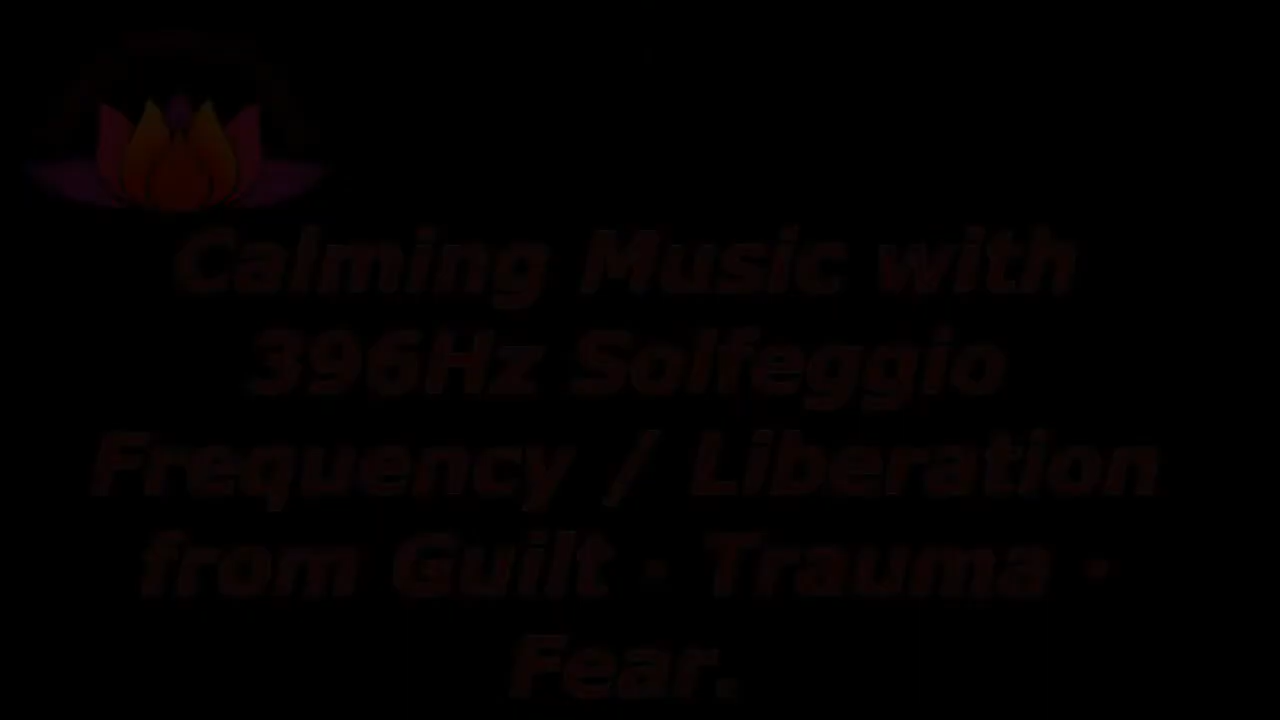 Calming Music with
396Hz Solfeggio
Frequency / Liberation
from Guilt · Trauma ·
Fear.